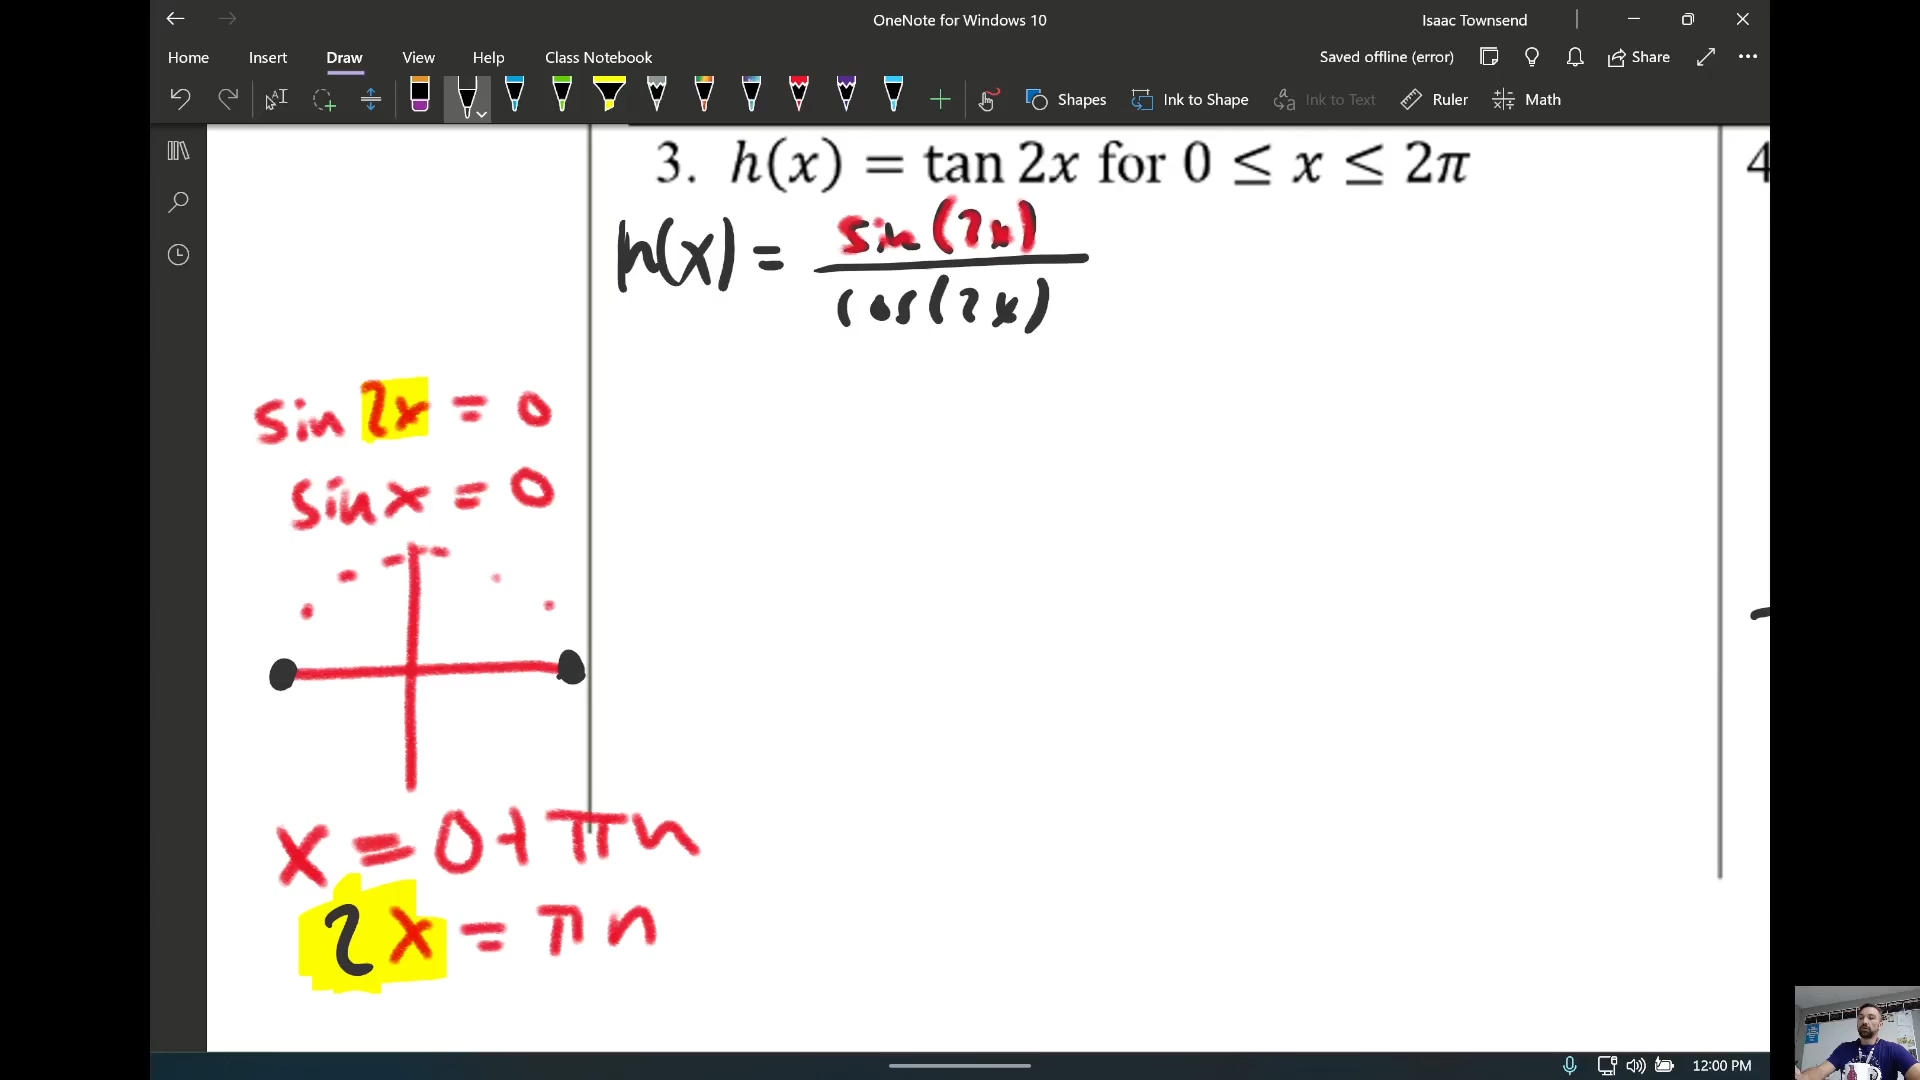 OneNote for Windows 10
Isaac Townsend
Home Insert Draw View Help Class Notebook
Saved offline (error) Share
Shapes Ink to Shape Ink to Text Ruler Math
3. h(x) = tan 2x for 0 ≤ x ≤ 2π
4
h(x) = sin(2x)
cos(2x)
sin 2x = 0
sin x = 0
x = 0 + πn
2x = πn
12:00 PM